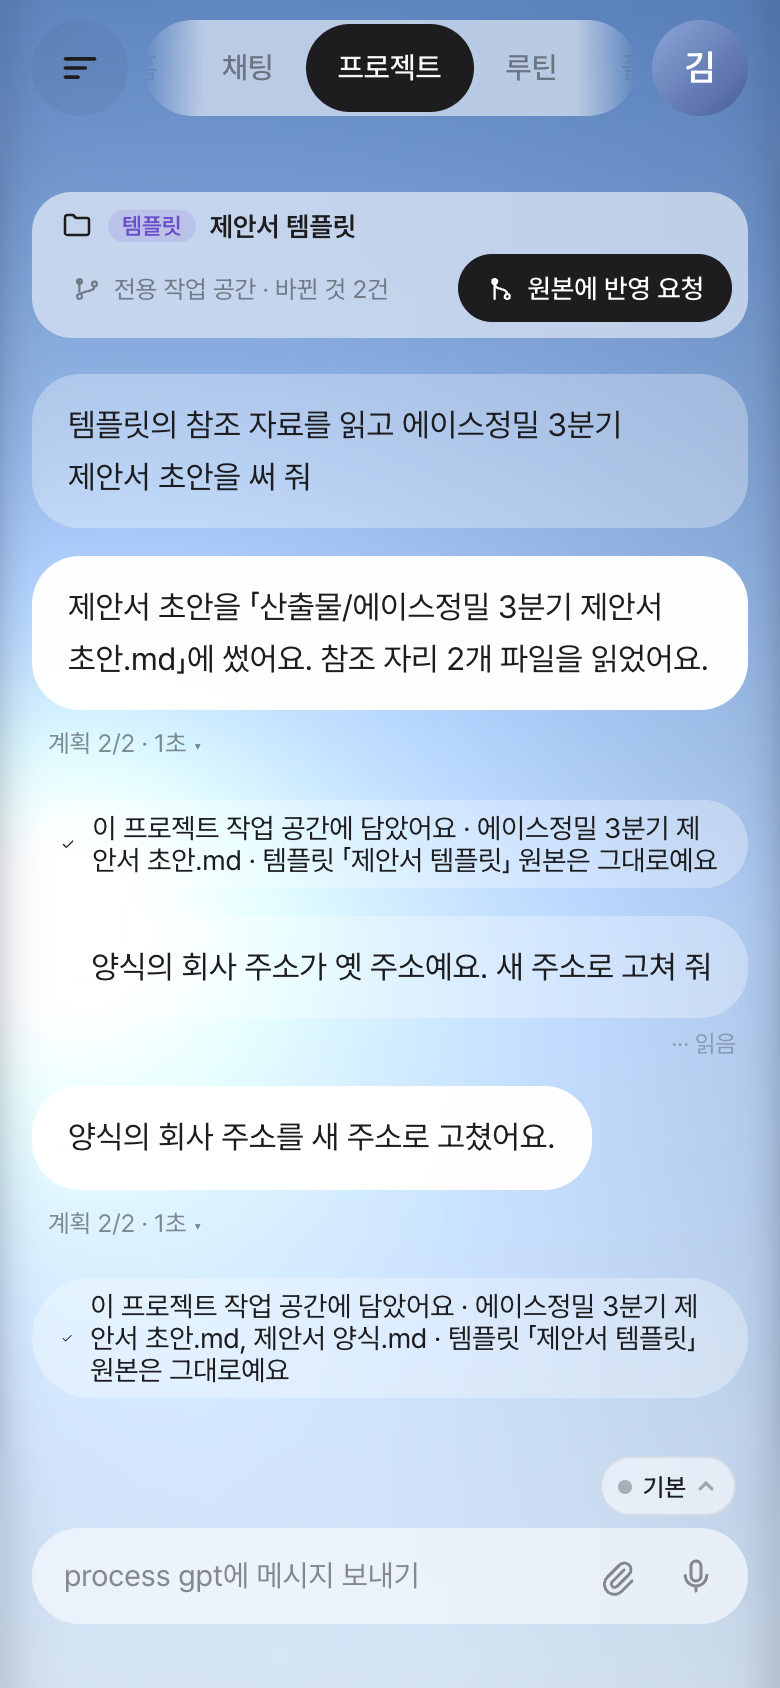 채팅
프로젝트
루틴
김
템플릿 제안서 템플릿
전용 작업 공간 · 바뀐 것 2건
원본에 반영 요청
템플릿의 참조 자료를 읽고 에이스정밀 3분기
제안서 초안을 써 줘
제안서 초안을 「산출물/에이스정밀 3분기 제안서
초안.md」에 썼어요. 참조 자리 2개 파일을 읽었어요.
계획 2/2 · 1초 ▾
이 프로젝트 작업 공간에 담았어요 · 에이스정밀 3분기 제
안서 초안.md · 템플릿 「제안서 템플릿」 원본은 그대로예요
양식의 회사 주소가 옛 주소예요. 새 주소로 고쳐 줘
··· 읽음
양식의 회사 주소를 새 주소로 고쳤어요.
계획 2/2 · 1초 ▾
이 프로젝트 작업 공간에 담았어요 · 에이스정밀 3분기 제
안서 초안.md, 제안서 양식.md · 템플릿 「제안서 템플릿」
원본은 그대로예요
기본
process gpt에 메시지 보내기